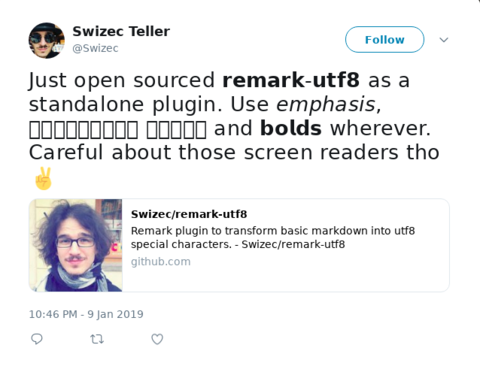 Swizec Teller
@Swizec
Follow
Just open sourced remark-utf8 as a
standalone plugin. Use emphasis,
and bolds wherever.
Careful about those screen readers tho
✌
Swizec/remark-utf8
Remark plugin to transform basic markdown into utf8
special characters. - Swizec/remark-utf8
github.com
10:46 PM - 9 Jan 2019